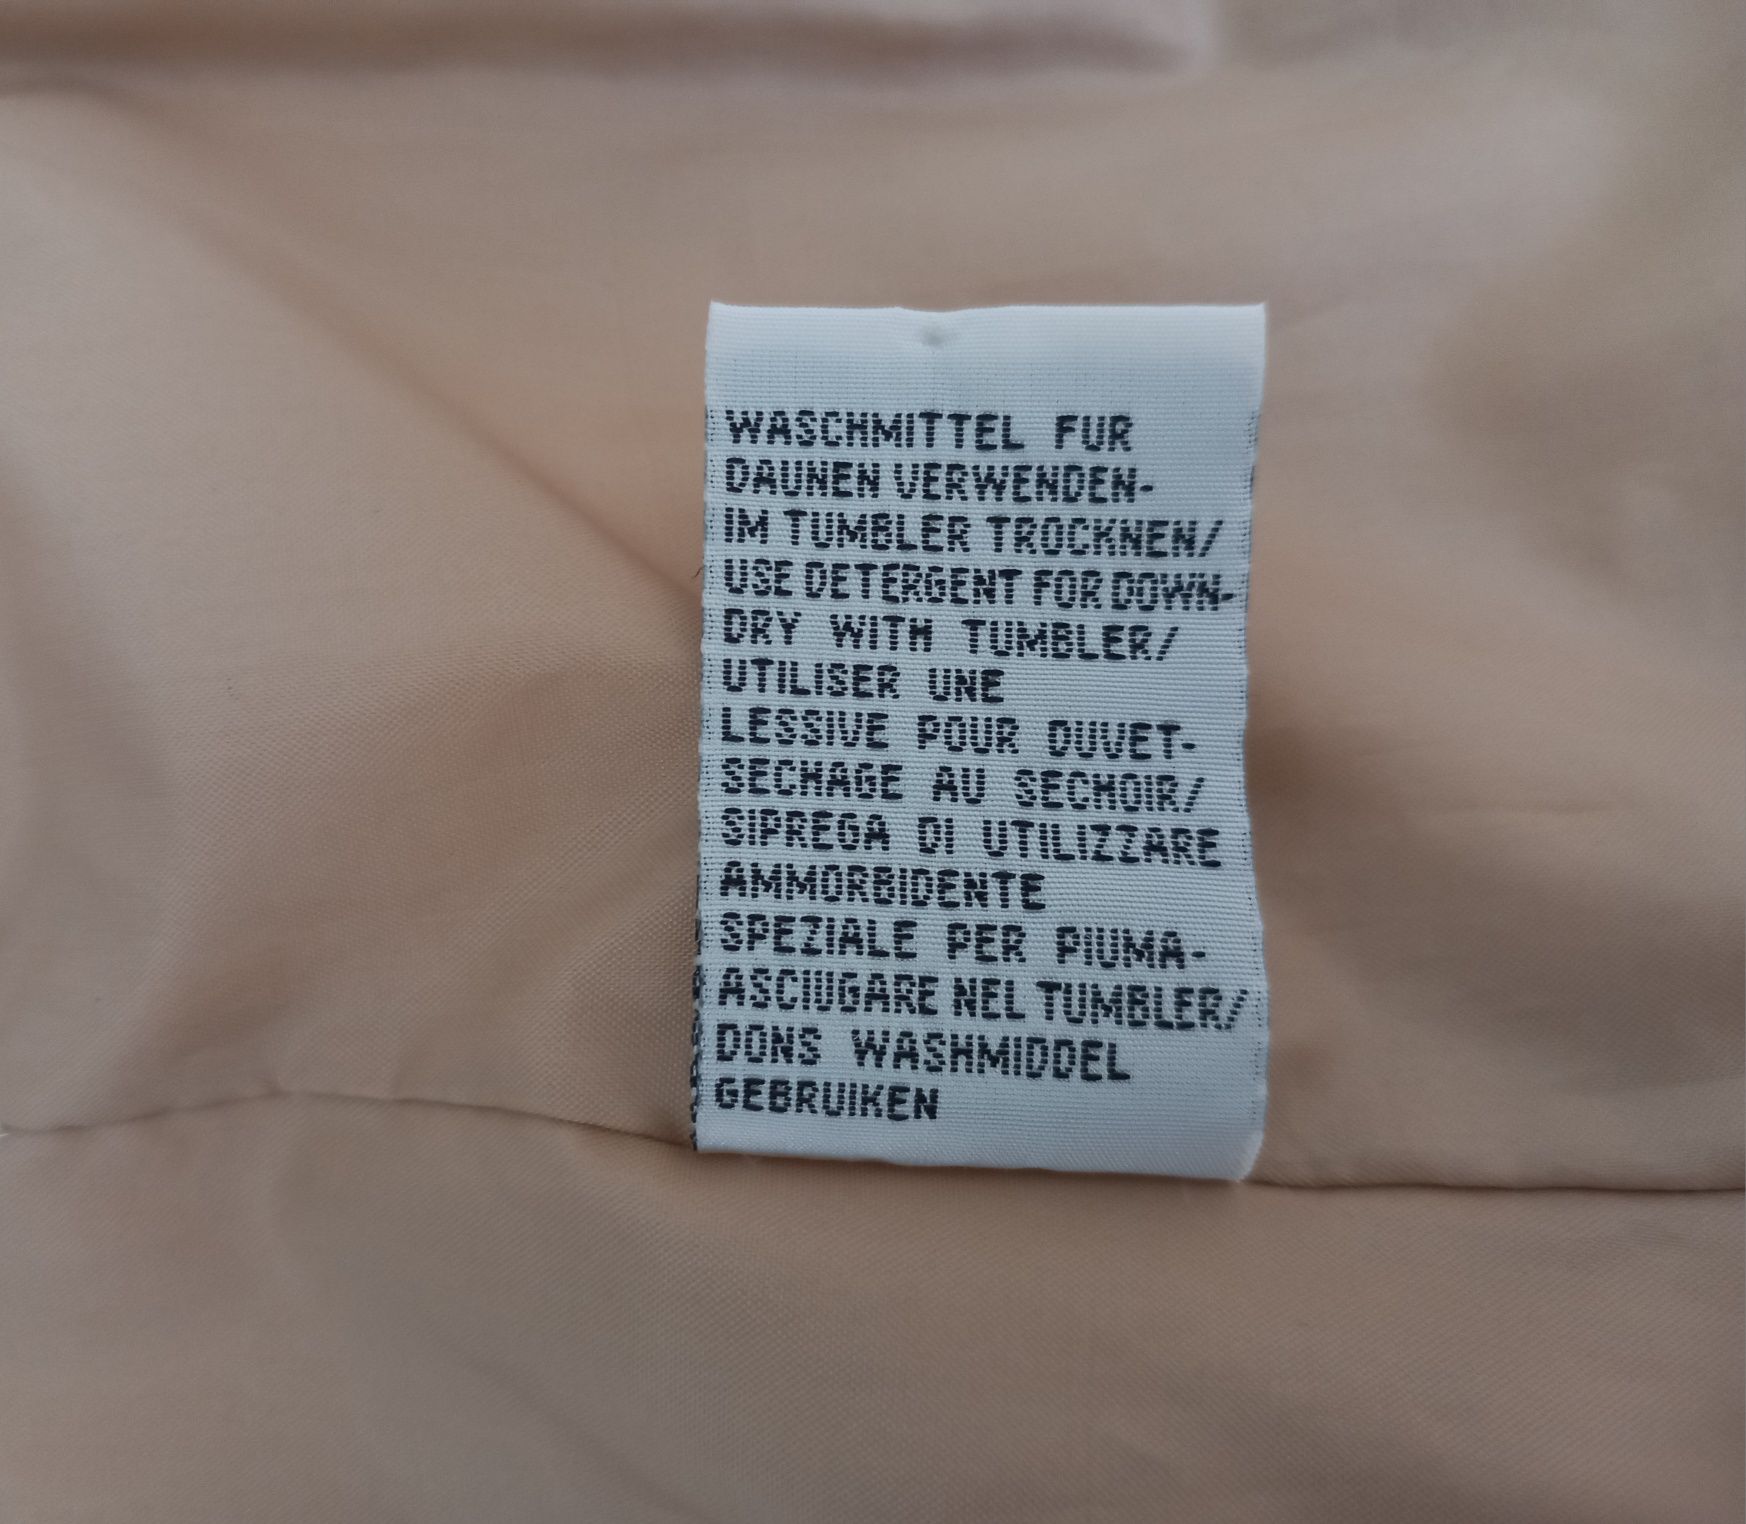 WASCHMITTEL FUR
DAUNEN VERWENDEN-
IM TUMBLER TROCKNEN/
USE DETERGENT FOR DOWN-
DRY WITH TUMBLER/
UTILISER UNE
LESSIVE POUR DUVET-
SECHAGE AU SECHOIR/
SIPREGA DI UTILIZZARE
AMMORBIDENTE
SPEZIALE PER PIUMA-
ASCIUGARE NEL TUMBLER/
DONS WASHMIDDEL
GEBRUIKEN